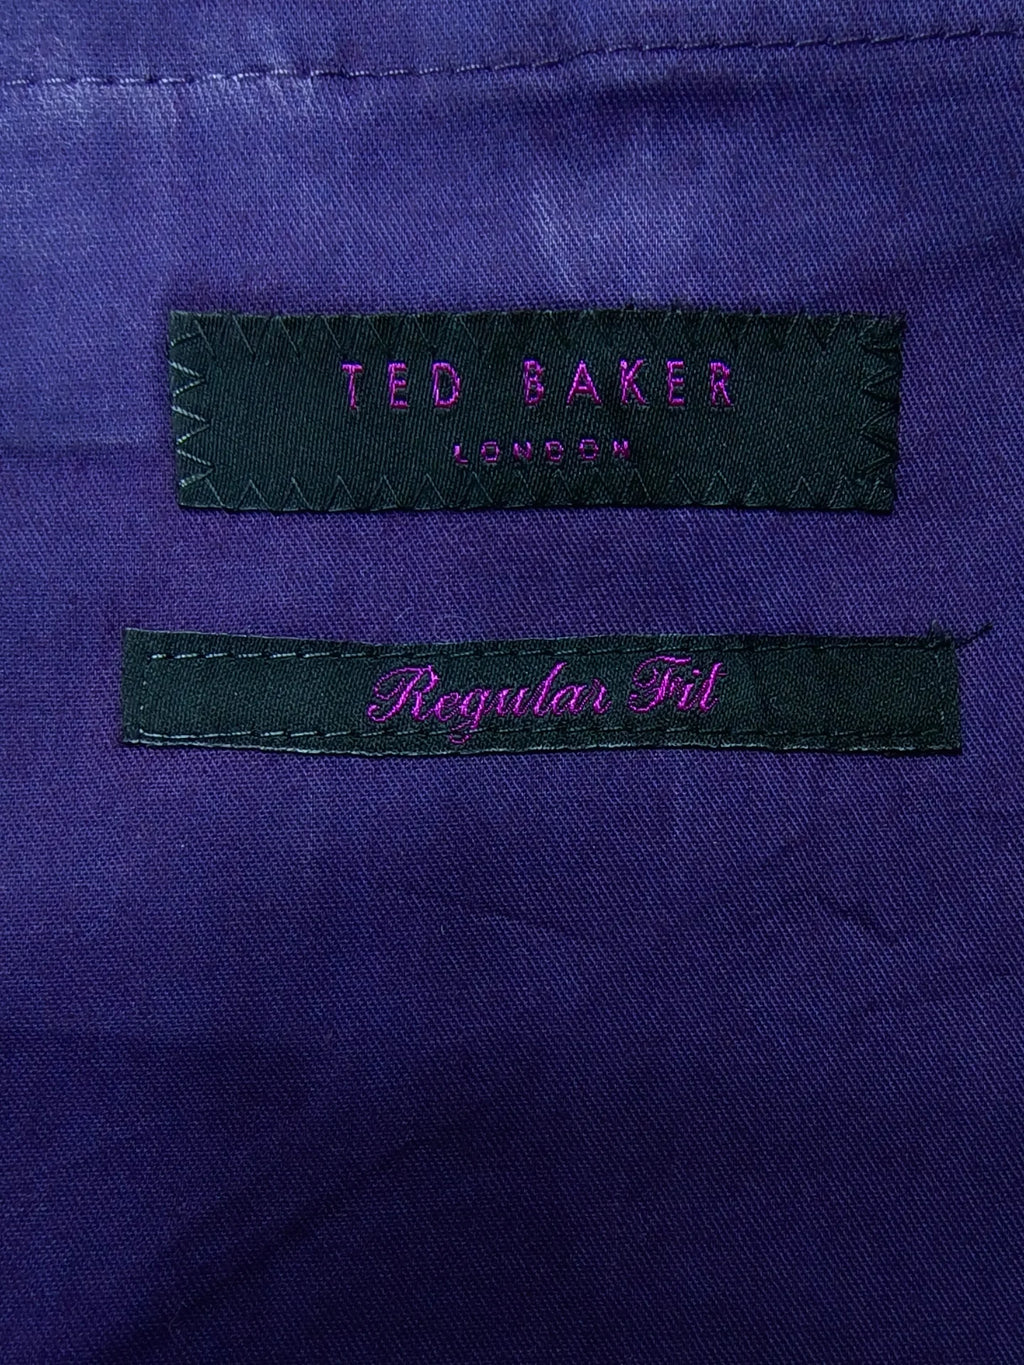 TED BAKER
LONDON
Regular Fit